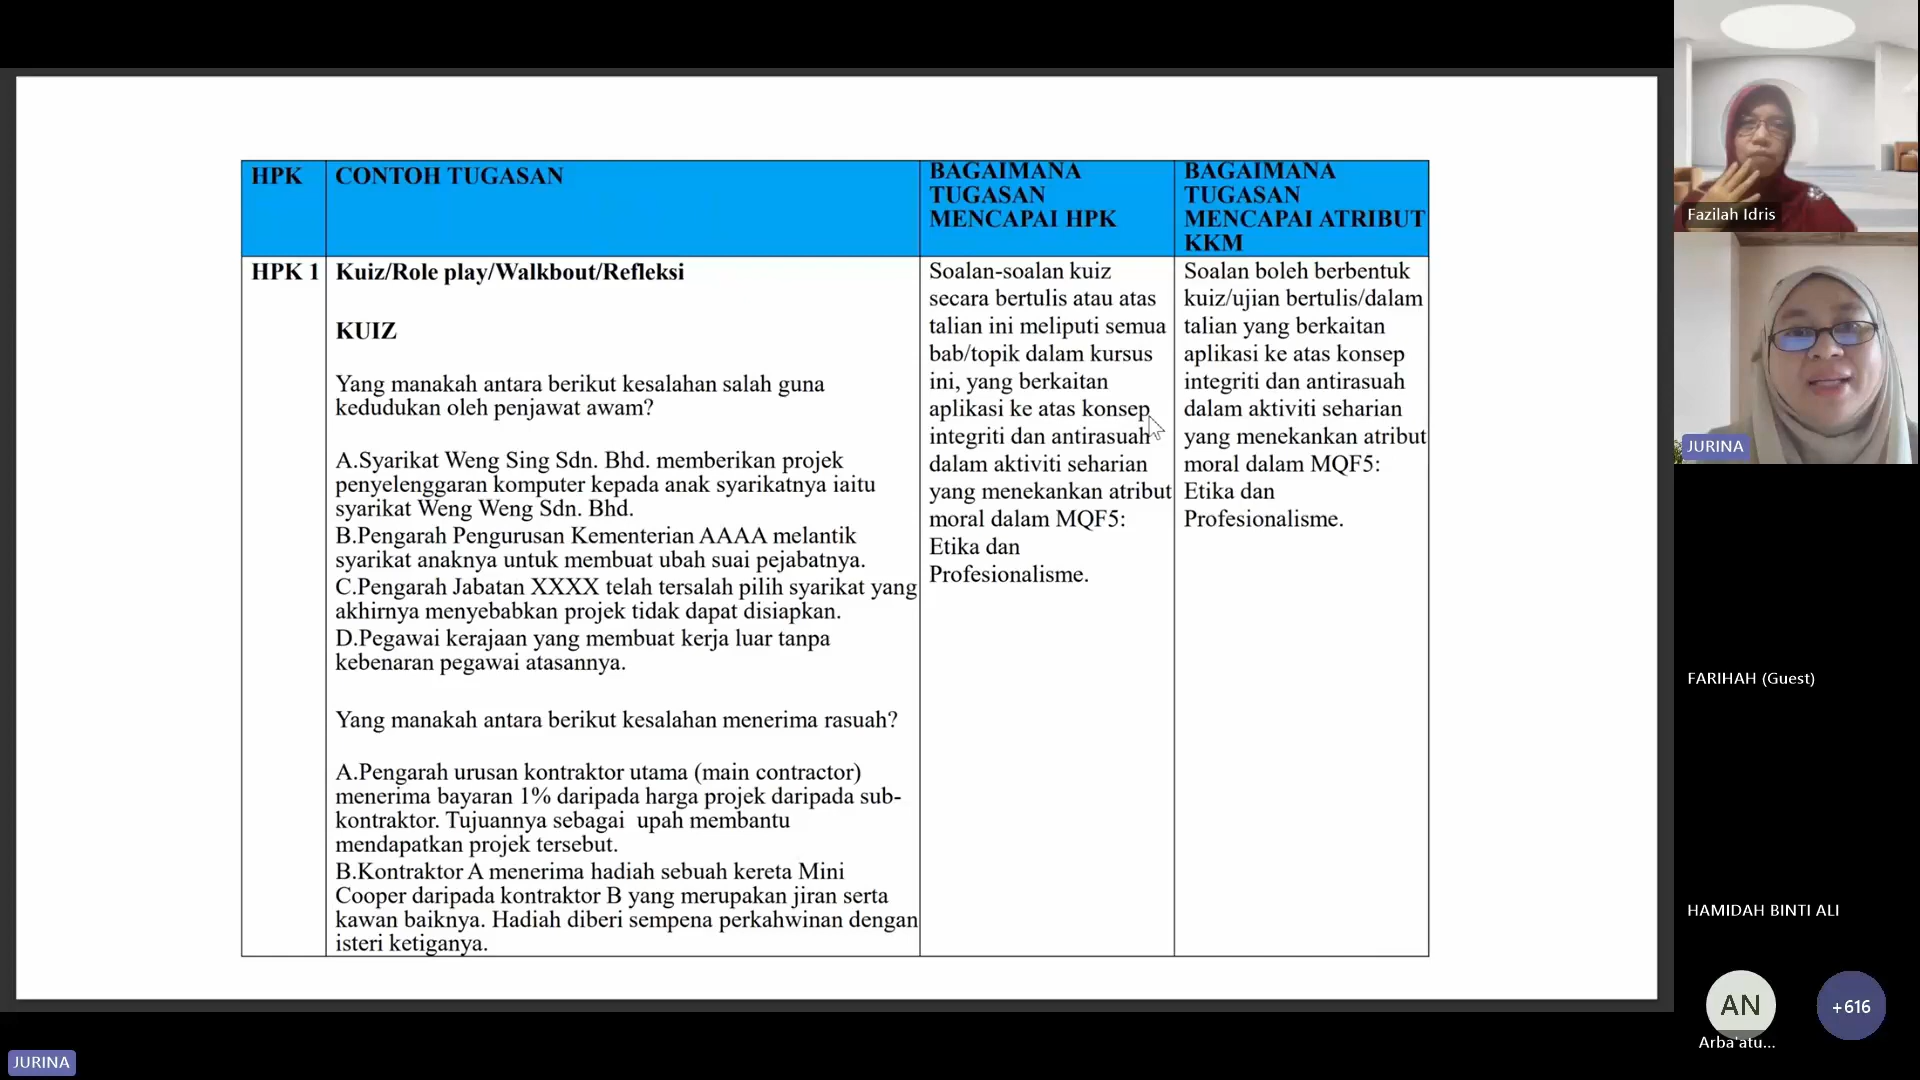 HPK
CONTOH TUGASAN
BAGAIMANA
TUGASAN
MENCAPAI HPK
BAGAIMANA
TUGASAN
MENCAPAI ATRIBUT
KKM
HPK 1
Kuiz/Role play/Walkbout/Refleksi
KUIZ
Yang manakah antara berikut kesalahan salah guna
kedudukan oleh penjawat awam?
A.Syarikat Weng Sing Sdn. Bhd. memberikan projek
penyelenggaran komputer kepada anak syarikatnya iaitu
syarikat Weng Weng Sdn. Bhd.
B.Pengarah Pengurusan Kementerian AAAA melantik
syarikat anaknya untuk membuat ubah suai pejabatnya.
C.Pengarah Jabatan XXXX telah tersalah pilih syarikat yang
akhirnya menyebabkan projek tidak dapat disiapkan.
D.Pegawai kerajaan yang membuat kerja luar tanpa
kebenaran pegawai atasannya.
Yang manakah antara berikut kesalahan menerima rasuah?
A.Pengarah urusan kontraktor utama (main contractor)
menerima bayaran 1% daripada harga projek daripada sub-
kontraktor. Tujuannya sebagai upah membantu
mendapatkan projek tersebut.
B.Kontraktor A menerima hadiah sebuah kereta Mini
Cooper daripada kontraktor B yang merupakan jiran serta
kawan baiknya. Hadiah diberi sempena perkahwinan dengan
isteri ketiganya.
Soalan-soalan kuiz
secara bertulis atau atas
talian ini meliputi semua
bab/topik dalam kursus
ini, yang berkaitan
aplikasi ke atas konsep
integriti dan antirasuah
dalam aktiviti seharian
yang menekankan atribut
moral dalam MQF5:
Etika dan
Profesionalisme.
Soalan boleh berbentuk
kuiz/ujian bertulis/dalam
talian yang berkaitan
aplikasi ke atas konsep
integriti dan antirasuah
dalam aktiviti seharian
yang menekankan atribut
moral dalam MQF5:
Etika dan
Profesionalisme.
Fazilah Idris
JURINA
FARIHAH (Guest)
HAMIDAH BINTI ALI
AN
+616
Arba'atu...
JURINA